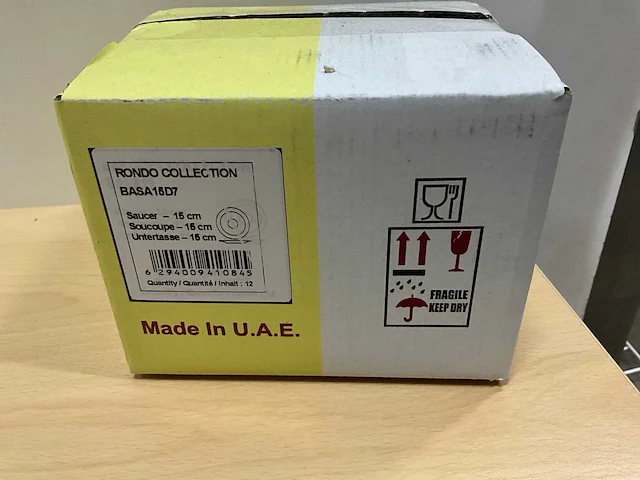 RONDO COLLECTION
BASA15D7
Saucer – 15 cm
Soucoupe – 15 cm
Untertasse – 15 cm
6 294009 410845
Quantity / Quantité / Inhalt : 12
Made In U.A.E.
FRAGILE
KEEP DRY